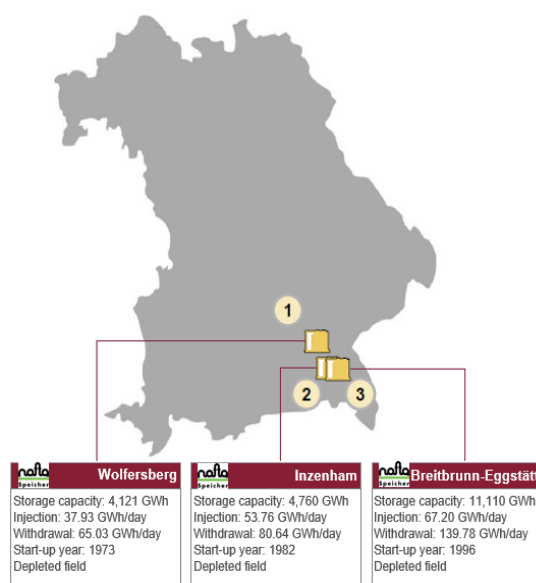 1
2
3
nafta
Speicher
Wolfersberg
Storage capacity: 4,121 GWh
Injection: 37.93 GWh/day
Withdrawal: 65.03 GWh/day
Start-up year: 1973
Depleted field
nafta
Speicher
Inzenham
Storage capacity: 4,760 GWh
Injection: 53.76 GWh/day
Withdrawal: 80.64 GWh/day
Start-up year: 1982
Depleted field
nafta
Speicher
Breitbrunn-Eggstätt
Storage capacity: 11,110 GWh
Injection: 67.20 GWh/day
Withdrawal: 139.78 GWh/day
Start-up year: 1996
Depleted field